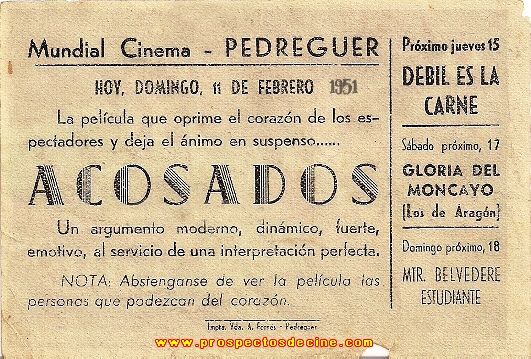 Mundial Cinema - PEDREGUER
HOY, DOMINGO, 11 DE FEBRERO 1951
La película que oprime el corazón de los es-
pectadores y deja el ánimo en suspenso......
ACOSADOS
Un argumento moderno, dinámico, fuerte,
emotivo, al servicio de una interpretación perfecta.
NOTA: Abstenganse de ver la película las
personas que padezcan del corazón.
Impta. Vda. A. - Pedreguer
Próximo jueves 15
DEBIL ES LA
CARNE
Sábado próximo, 17
GLORIA DEL
MONCAYO
(Los de Aragón)
Domingo próximo, 18
MTR. BELVEDERE
ESTUDIANTE
www.prospectosdecine.com